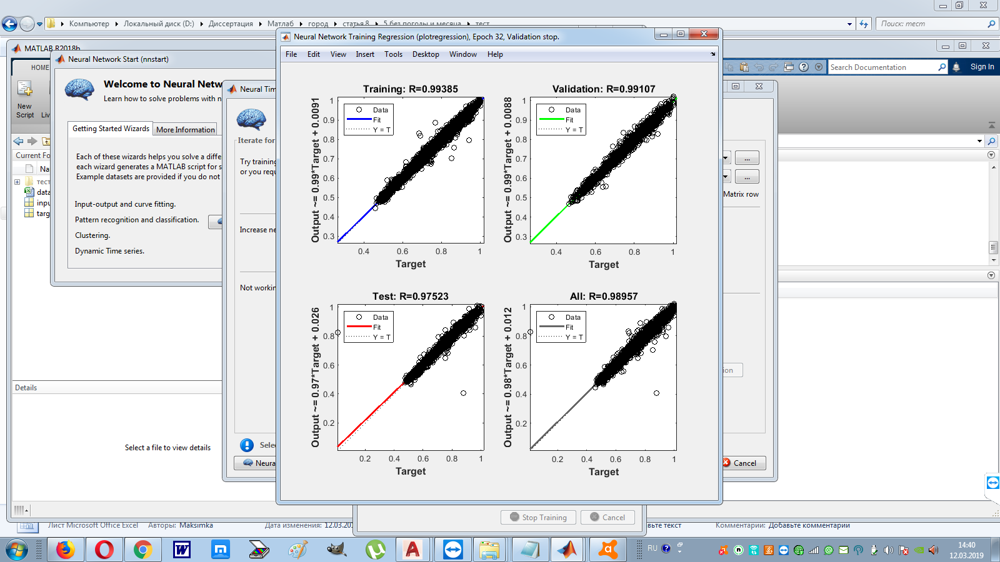 Компьютер
Локальный диск (D:)
Диссертация
Матлаб
город
статья 8
5 без погоды и месяца
тест
Поиск: тест
MATLAB R2018b
HOME
New
Script
Search Documentation
Sign In
Details
Select a file to view details
Neural Network Start (nnstart)
Welcome to Neural Netw
Learn how to solve problems with n
Getting Started Wizards
More Information
Each of these wizards helps you solve a diffe
each wizard generates a MATLAB script for s
Example datasets are provided if you do not
Input-output and curve fitting.
Pattern recognition and classification.
Clustering.
Dynamic Time series.
Neural Tim
Iterate for
Try training
or you requ
Increase ne
Not workin
Matrix row
Cancel
Neural Network Training Regression (plotregression), Epoch 32, Validation stop.
File Edit View Insert Tools Desktop Window Help
Training: R=0.99385
Output ~= 0.99*Target + 0.0091
Data
Fit
Y = T
1
0.9
0.8
0.7
0.6
0.5
0.4
0.3
0.4 0.6 0.8 1
Target
Validation: R=0.99107
Output ~= 0.99*Target + 0.0088
Data
Fit
Y = T
1
0.9
0.8
0.7
0.6
0.5
0.4
0.3
0.4 0.6 0.8 1
Target
Test: R=0.97523
Output ~= 0.97*Target + 0.026
Data
Fit
Y = T
1
0.8
0.6
0.4
0.2
0.2 0.4 0.6 0.8 1
Target
All: R=0.98957
Output ~= 0.98*Target + 0.012
Data
Fit
Y = T
1
0.8
0.6
0.4
0.2
0.2 0.4 0.6 0.8 1
Target
Stop Training
Cancel
Лист Microsoft Office Excel
Авторы: Maksimka
Дата изменения: 12.03.20
Комментарии: Добавьте комментарии
RU
14:40
12.03.2019